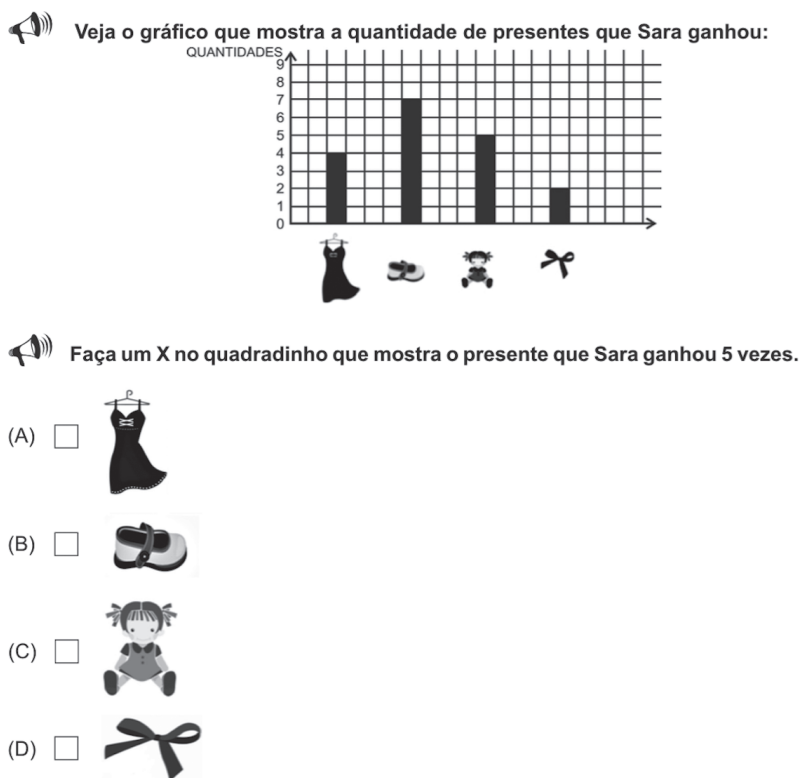 Veja o gráfico que mostra a quantidade de presentes que Sara ganhou:
QUANTIDADES
9
8
7
6
5
4
3
2
1
0
Faça um X no quadradinho que mostra o presente que Sara ganhou 5 vezes.
(A)
(B)
(C)
(D)